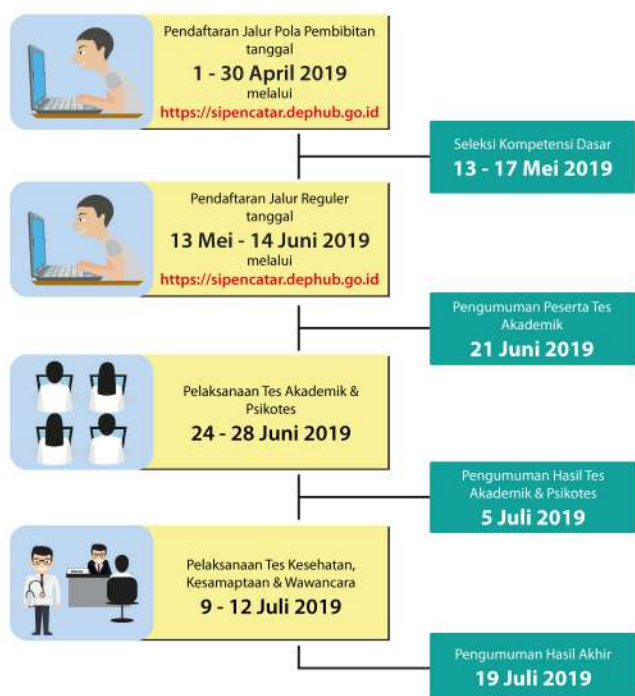 Pendaftaran Jalur Pola Pembibitan
tanggal
1 - 30 April 2019
melalui
https://sipencatar.dephub.go.id
Seleksi Kompetensi Dasar
13 - 17 Mei 2019
Pendaftaran Jalur Reguler
tanggal
13 Mei - 14 Juni 2019
melalui
https://sipencatar.dephub.go.id
Pengumuman Peserta Tes
Akademik
21 Juni 2019
Pelaksanaan Tes Akademik &
Psikotes
24 - 28 Juni 2019
Pengumuman Hasil Tes
Akademik & Psikotes
5 Juli 2019
Pelaksanaan Tes Kesehatan,
Kesamaptaan & Wawancara
9 - 12 Juli 2019
Pengumuman Hasil Akhir
19 Juli 2019